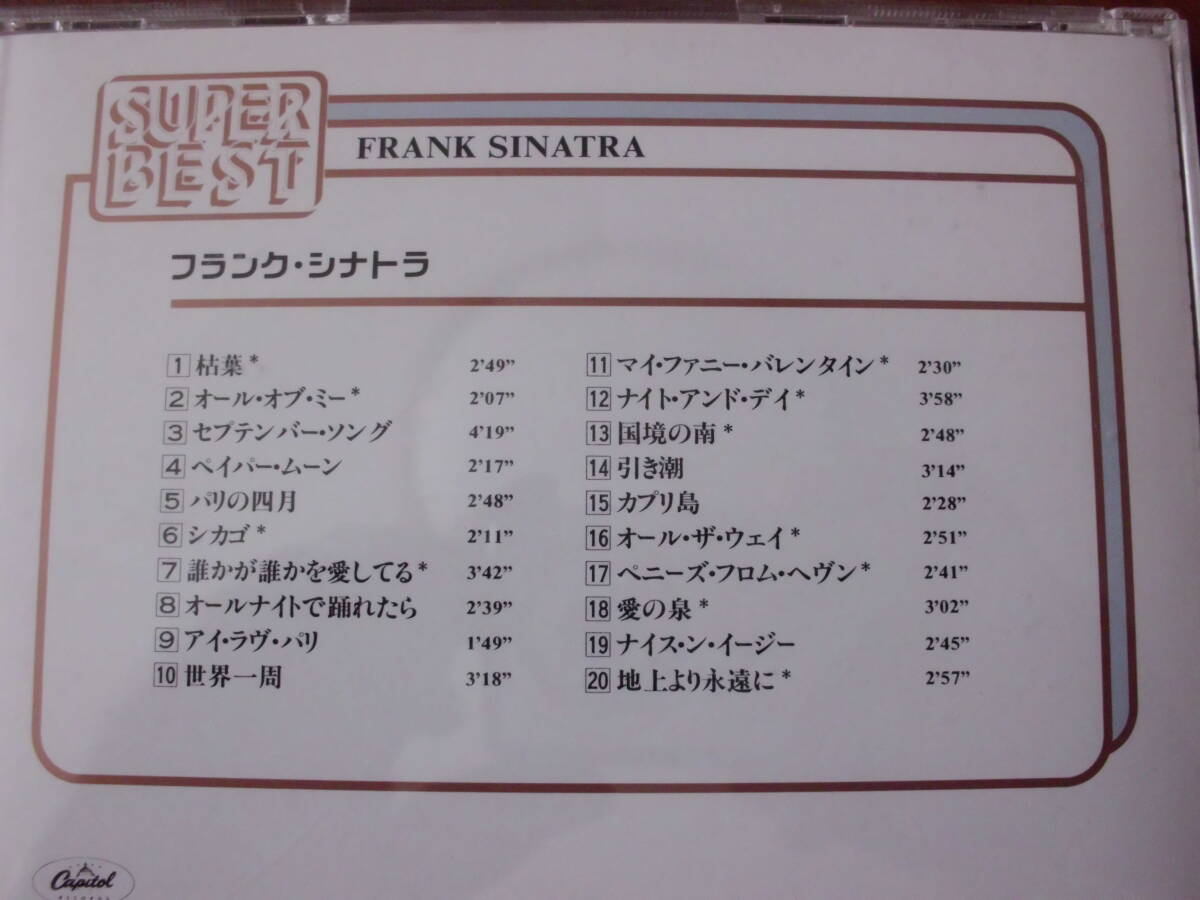 SUPER
BEST
FRANK SINATRA
フランク・シナトラ
1 枯葉* 2'49"
2 オール・オブ・ミー* 2'07"
3 セプテンバー・ソング 4'19"
4 ペイパー・ムーン 2'17"
5 パリの四月 2'48"
6 シカゴ* 2'11"
7 誰かが誰かを愛してる* 3'42"
8 オールナイトで踊れたら 2'39"
9 アイ・ラヴ・パリ 1'49"
10 世界一周 3'18"
11 マイ・ファニー・バレンタイン* 2'30"
12 ナイト・アンド・デイ* 3'58"
13 国境の南* 2'48"
14 引き潮 3'14"
15 カプリ島 2'28"
16 オール・ザ・ウェイ* 2'51"
17 ペニーズ・フロム・ヘヴン* 2'41"
18 愛の泉* 3'02"
19 ナイス・ン・イージー 2'45"
20 地上より永遠に* 2'57"
Capitol